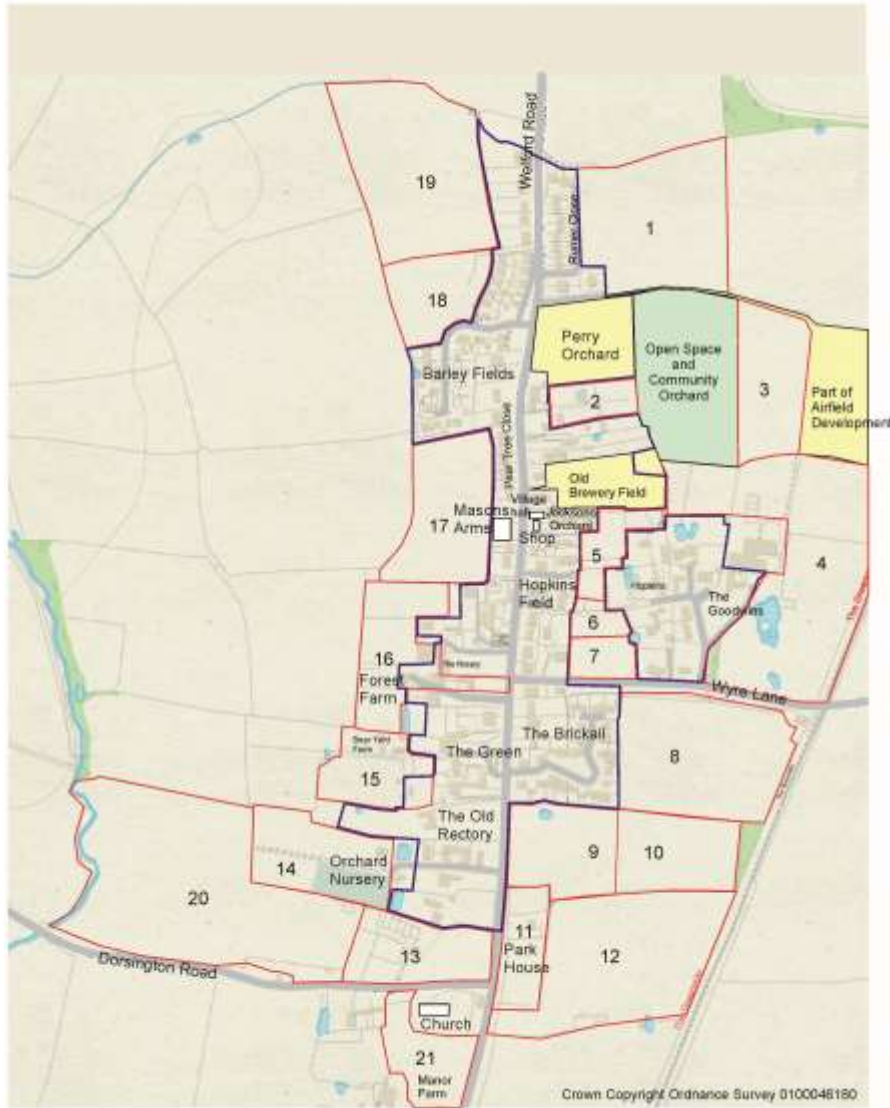 Welford Road
19
1
Rumer Close
18
Perry
Orchard
Open Space
and
Community
Orchard
3
Part of
Airfield
Development
Barley Fields
2
Pear Tree Close
Old
Brewery Field
Village
hall
Jacksons
Orchard
Masons
Arms
17
Shop
5
4
Hopkins
Field
Hopkins
The
Goodwins
6
16
7
Forest
Farm
Wyre Lane
The Green
The Brickall
8
15
The Old
Rectory
14
Orchard
Nursery
9
10
20
11
Park
House
12
13
Dorsington Road
Church
21
Manor
Farm
Crown Copyright Ordnance Survey 0100046180